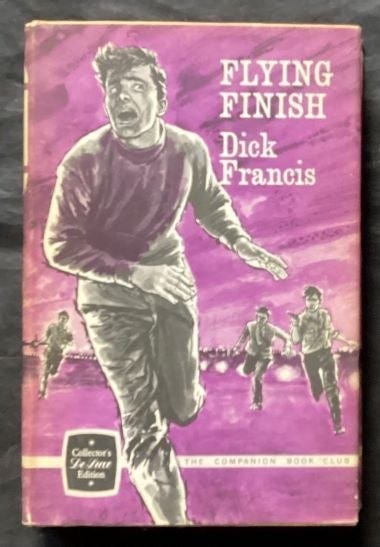 FLYING
FINISH
Dick
Francis
Collector's
De Luxe
Edition
THE COMPANION BOOK CLUB